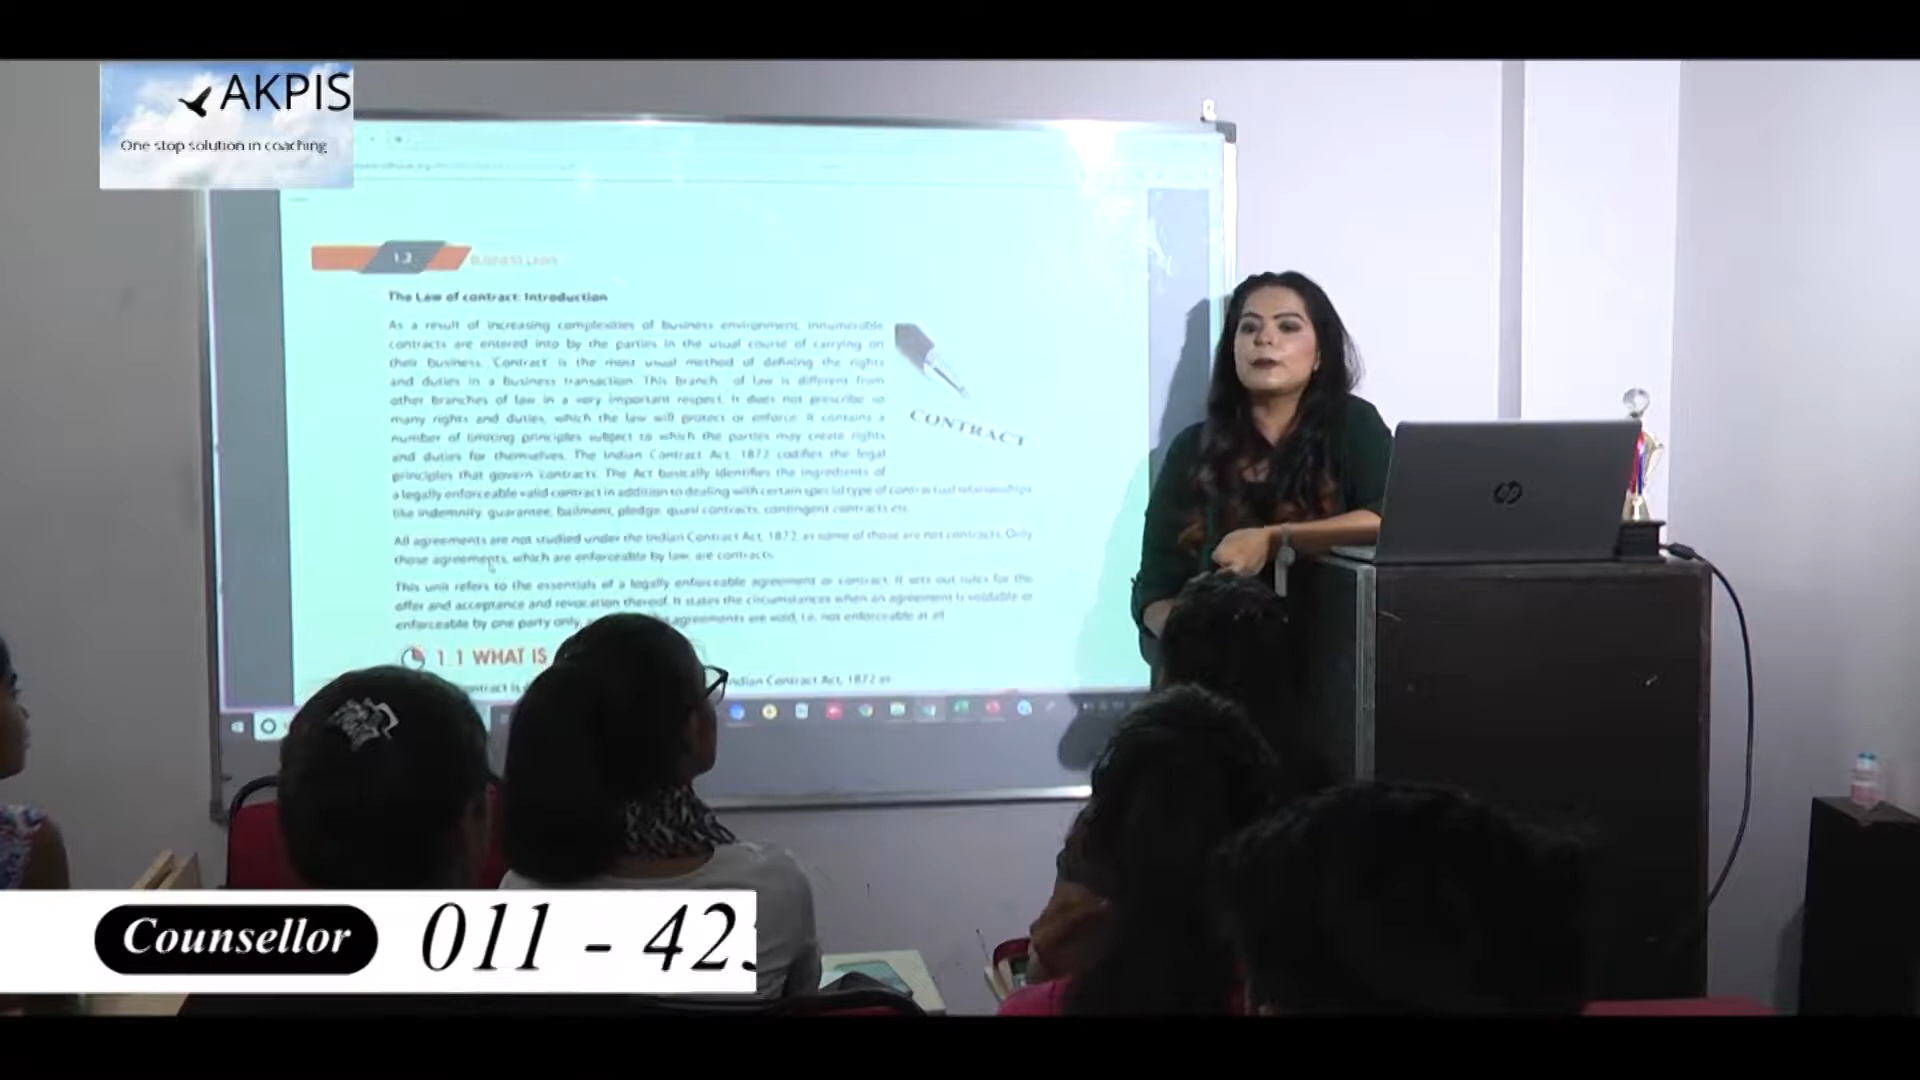 AKPIS
One stop solution in coaching
1.2
BUSINESS LAWS
The Law of contract: Introduction
As a result of increasing complexities of business environment, innumerable
contracts are entered into by the parties in the usual course of carrying on
their business. 'Contract' is the most usual method of defining the rights
and duties in a business transaction. This branch of law is different from
other branches of law in a very important respect. It does not prescribe so
many rights and duties, which the law will protect or enforce. It contains a
number of limiting principles subject to which the parties may create rights
and duties for themselves. The Indian Contract Act, 1872 codifies the legal
principles that govern 'contracts'. The Act basically identifies the ingredients of
a legally enforceable valid contract in addition to dealing with certain special type of contractual relationships
like indemnity, guarantee, bailment, pledge, quasi contracts, contingent contracts etc.
CONTRACT
All agreements are not studied under the Indian Contract Act, 1872, as some of those are not contracts. Only
those agreements, which are enforceable by law, are contracts.
This unit refers to the essentials of a legally enforceable agreement or contract. It sets out rules for the
offer and acceptance and revocation thereof. It states the circumstances when an agreement is voidable or
enforceable by one party only, agreements are void, i.e. not enforceable at all.
1.1 WHAT IS
ontract is Indian Contract Act, 1872 as
hp
Counsellor 011 - 42